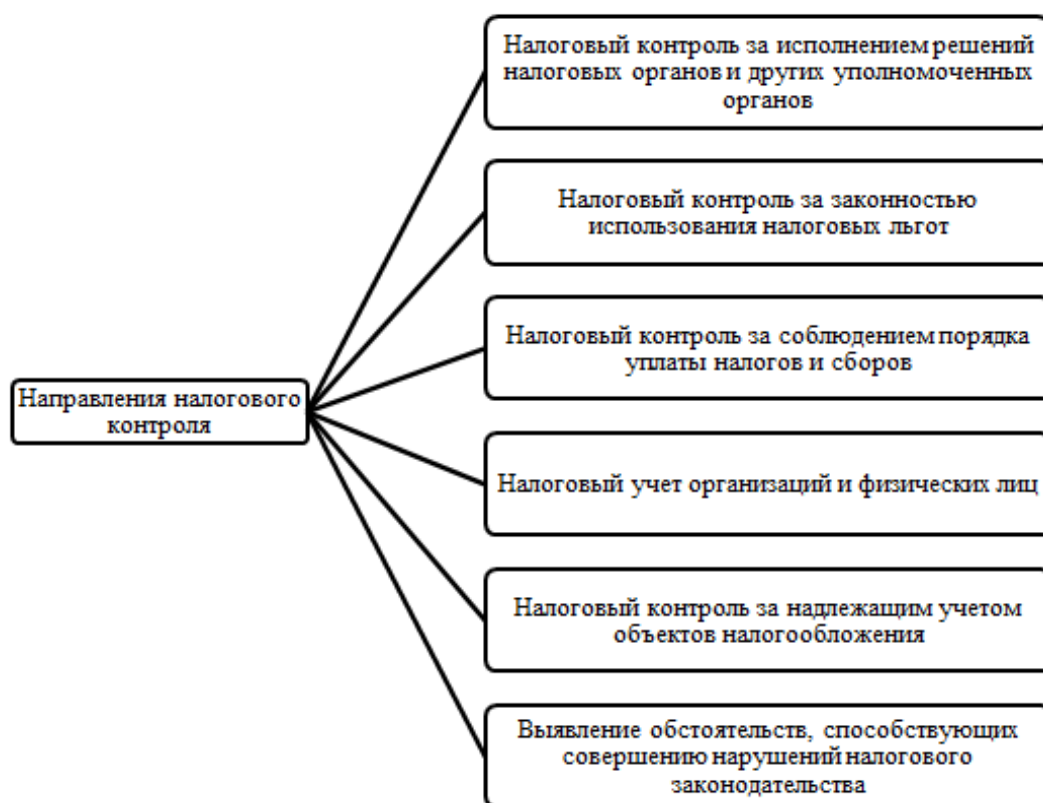 Направления налогового
контроля
Налоговый контроль за исполнением решений
налоговых органов и других уполномоченных
органов
Налоговый контроль за законностью
использования налоговых льгот
Налоговый контроль за соблюдением порядка
уплаты налогов и сборов
Налоговый учет организаций и физических лиц
Налоговый контроль за надлежащим учетом
объектов налогообложения
Выявление обстоятельств, способствующих
совершению нарушений налогового
законодательства